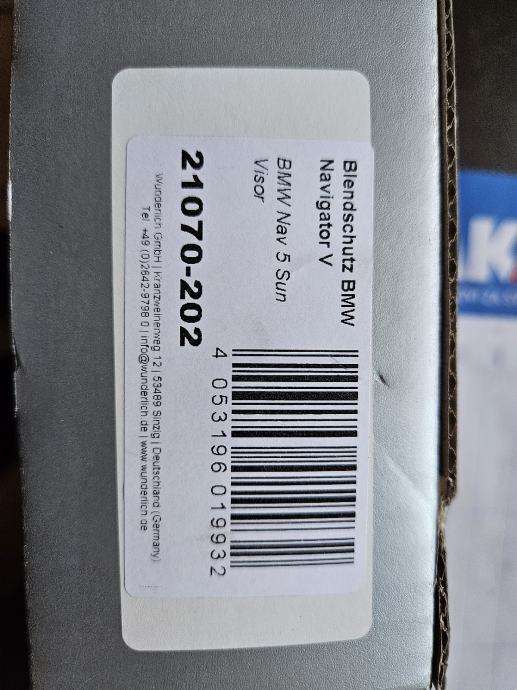 Blendschutz BMW
Navigator V
BMW Nav 5 Sun
Visor
4 053196 019932
21070-202
Wunderlich GmbH | Kranzweiherweg 12 | 53489 Sinzig | Deutschland (Germany)
Tel. +49 (0)2642-9798 0 | info@wunderlich.de | www.wunderlich.de